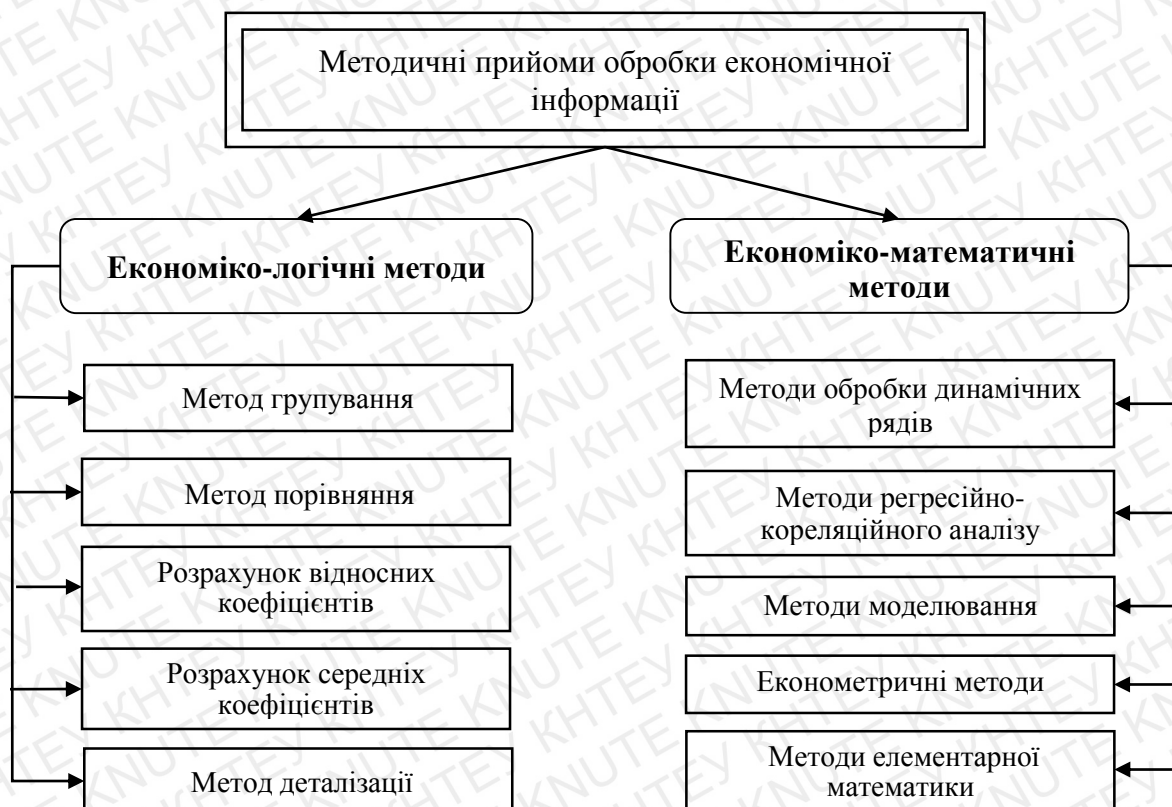 Методичні прийоми обробки економічної
інформації
Економіко-логічні методи
Метод групування
Метод порівняння
Розрахунок відносних
коефіцієнтів
Розрахунок середніх
коефіцієнтів
Метод деталізації
Економіко-математичні
методи
Методи обробки динамічних
рядів
Методи регресійно-
кореляційного аналізу
Методи моделювання
Економетричні методи
Методи елементарної
математики